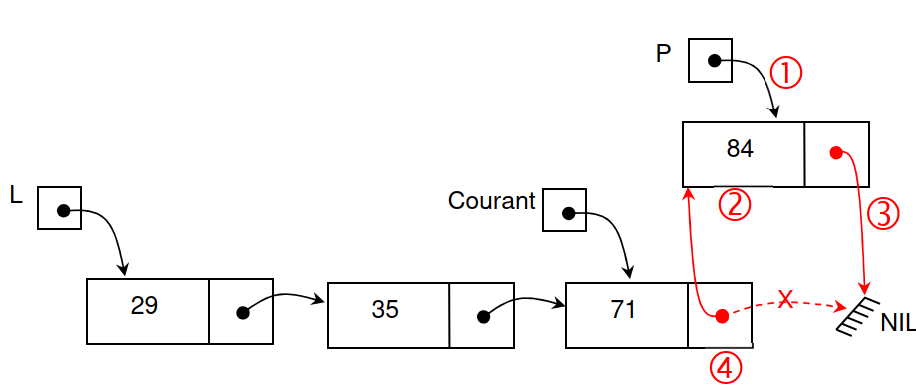 P
①
84
L
Courant
②
③
29
35
71
X
NIL
④